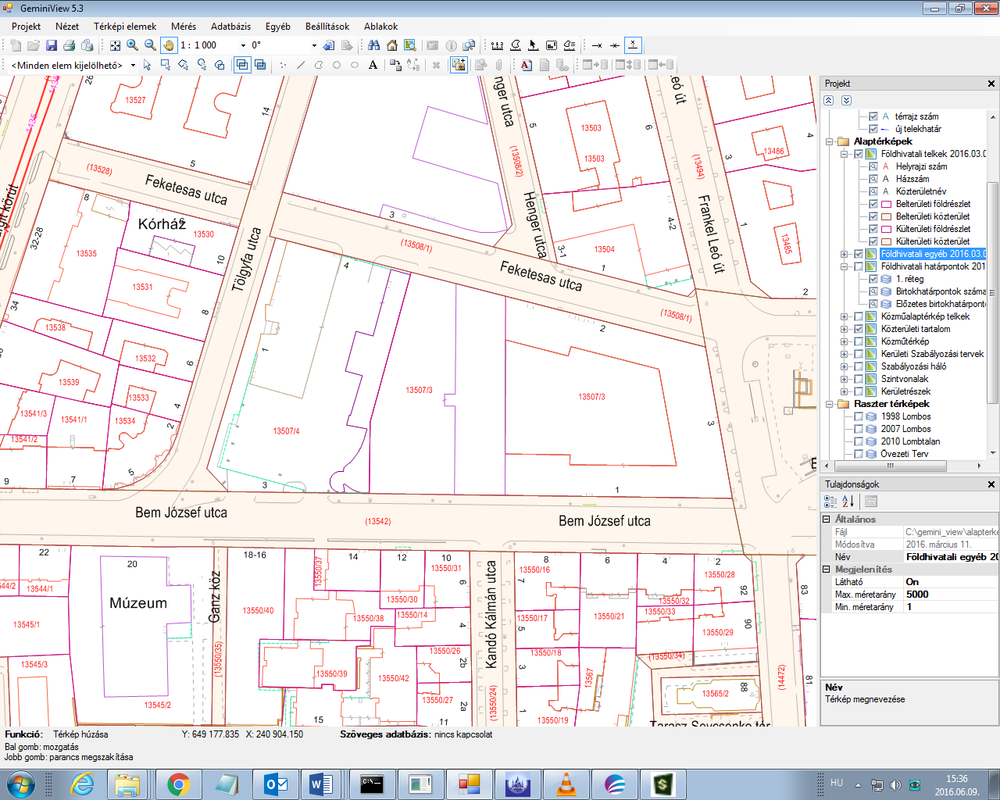 GeminiView 5.3
Projekt Nézet Térképi elemek Mérés Adatbázis Egyéb Beállítások Ablakok
1 : 1 000 0°
<Minden elem kijelölhető>
13527
14
26
1435
1435
5
(13528)
Feketesas utca
Kórház
8
13530
10
32-28
13535
13531
8
34
13538
13532
6
13539
13533
4
13541/3
13541/1
13534
2
13541/2
5
9
7
Tölgyfa utca
3
(13508/1)
Feketesas utca
4
1
13507/4
3
13507/3
2
13507/3
1
3
(13508/1)
Henger utca
5
(13508/2)
13503
13503
6
Henger utca
3-1
13504
1
4-2
(13494)
Frankel Leó út
3
13486
4
1
13485
2
Bem József utca
(13542)
Bem József utca
22
20
18-16
14
12
10
8
6
4
2
13544/1
Múzeum
13545/1
13545/3
13545/2
Ganz köz
(13550/35)
13550/37
13550/40
13550/38
13550/39
13550/42
15
13550/31
13550/30
13550/14
6
4
13550/26
2b
13550/27
2a
11
Kandó Kálmán utca
(13550/24)
13550/16
7
13550/17
5
13550/18
3
13550/19
1
13550/21
13567
13550/28
13550/32
13550/33
13550/29
(13550/34)
92
90
88
13565/2
83
81
(14472)
Projekt
térrajz szám
új telekhatár
Alaptérképek
Földhivatali telkek 2016.03.0
Helyrajzi szám
Házszám
Közterületnév
Belterületi földrészlet
Belterületi közterület
Külterületi földrészlet
Külterületi közterület
Földhivatali egyéb 2016.03.0
Földhivatali határpontok 201
1. réteg
Birtokhatárpontok száma
Előzetes birtokhatárpont
Közműalaptérkép telkek
Közterületi tartalom
Közműtérkép
Kerületi Szabályozási tervek
Szabályozási háló
Szintvonalak
Kerületrészek
Raszter térképek
1998 Lombos
2007 Lombos
2010 Lombtalan
Övezeti Terv
Tulajdonságok
Általános
Fájl C:\gemini_view\alapterke
Módosítva 2016. március 11.
Név Földhivatali egyéb 20
Megjelenítés
Látható On
Max. méretarány 5000
Min. méretarány 1
Név
Térkép megnevezése
Funkció: Térkép húzása Y: 649 177.835 X: 240 904.150 Szöveges adatbázis: nincs kapcsolat
Bal gomb: mozgatás
Jobb gomb: parancs megszakítása
HU
15:36
2016.06.09.